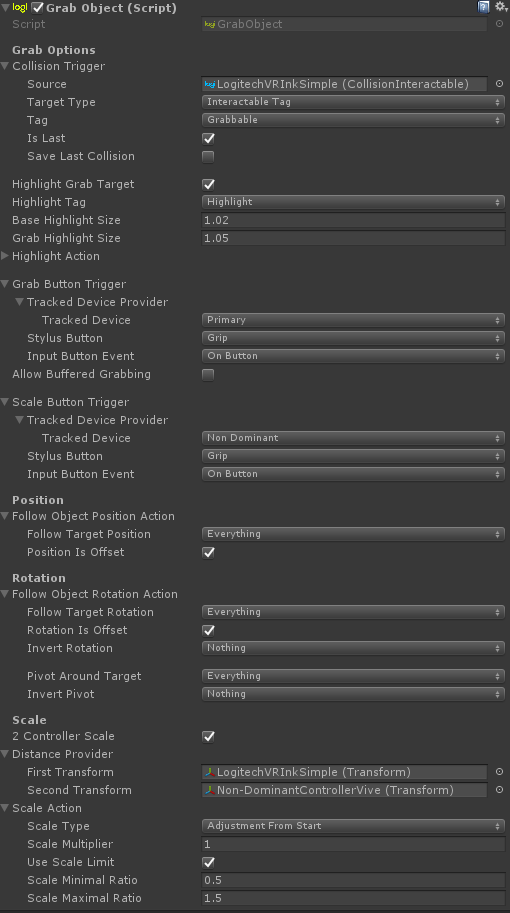 logi Grab Object (Script)
Script logi GrabObject
Grab Options
Collision Trigger
Source logi LogitechVRInkSimple (CollisionInteractable)
Target Type Interactable Tag
Tag Grabbable
Is Last
Save Last Collision
Highlight Grab Target
Highlight Tag Highlight
Base Highlight Size 1.02
Grab Highlight Size 1.05
Highlight Action
Grab Button Trigger
Tracked Device Provider
Tracked Device Primary
Stylus Button Grip
Input Button Event On Button
Allow Buffered Grabbing
Scale Button Trigger
Tracked Device Provider
Tracked Device Non Dominant
Stylus Button Grip
Input Button Event On Button
Position
Follow Object Position Action
Follow Target Position Everything
Position Is Offset
Rotation
Follow Object Rotation Action
Follow Target Rotation Everything
Rotation Is Offset
Invert Rotation Nothing
Pivot Around Target Everything
Invert Pivot Nothing
Scale
2 Controller Scale
Distance Provider
First Transform LogitechVRInkSimple (Transform)
Second Transform Non-DominantControllerVive (Transform)
Scale Action
Scale Type Adjustment From Start
Scale Multiplier 1
Use Scale Limit
Scale Minimal Ratio 0.5
Scale Maximal Ratio 1.5